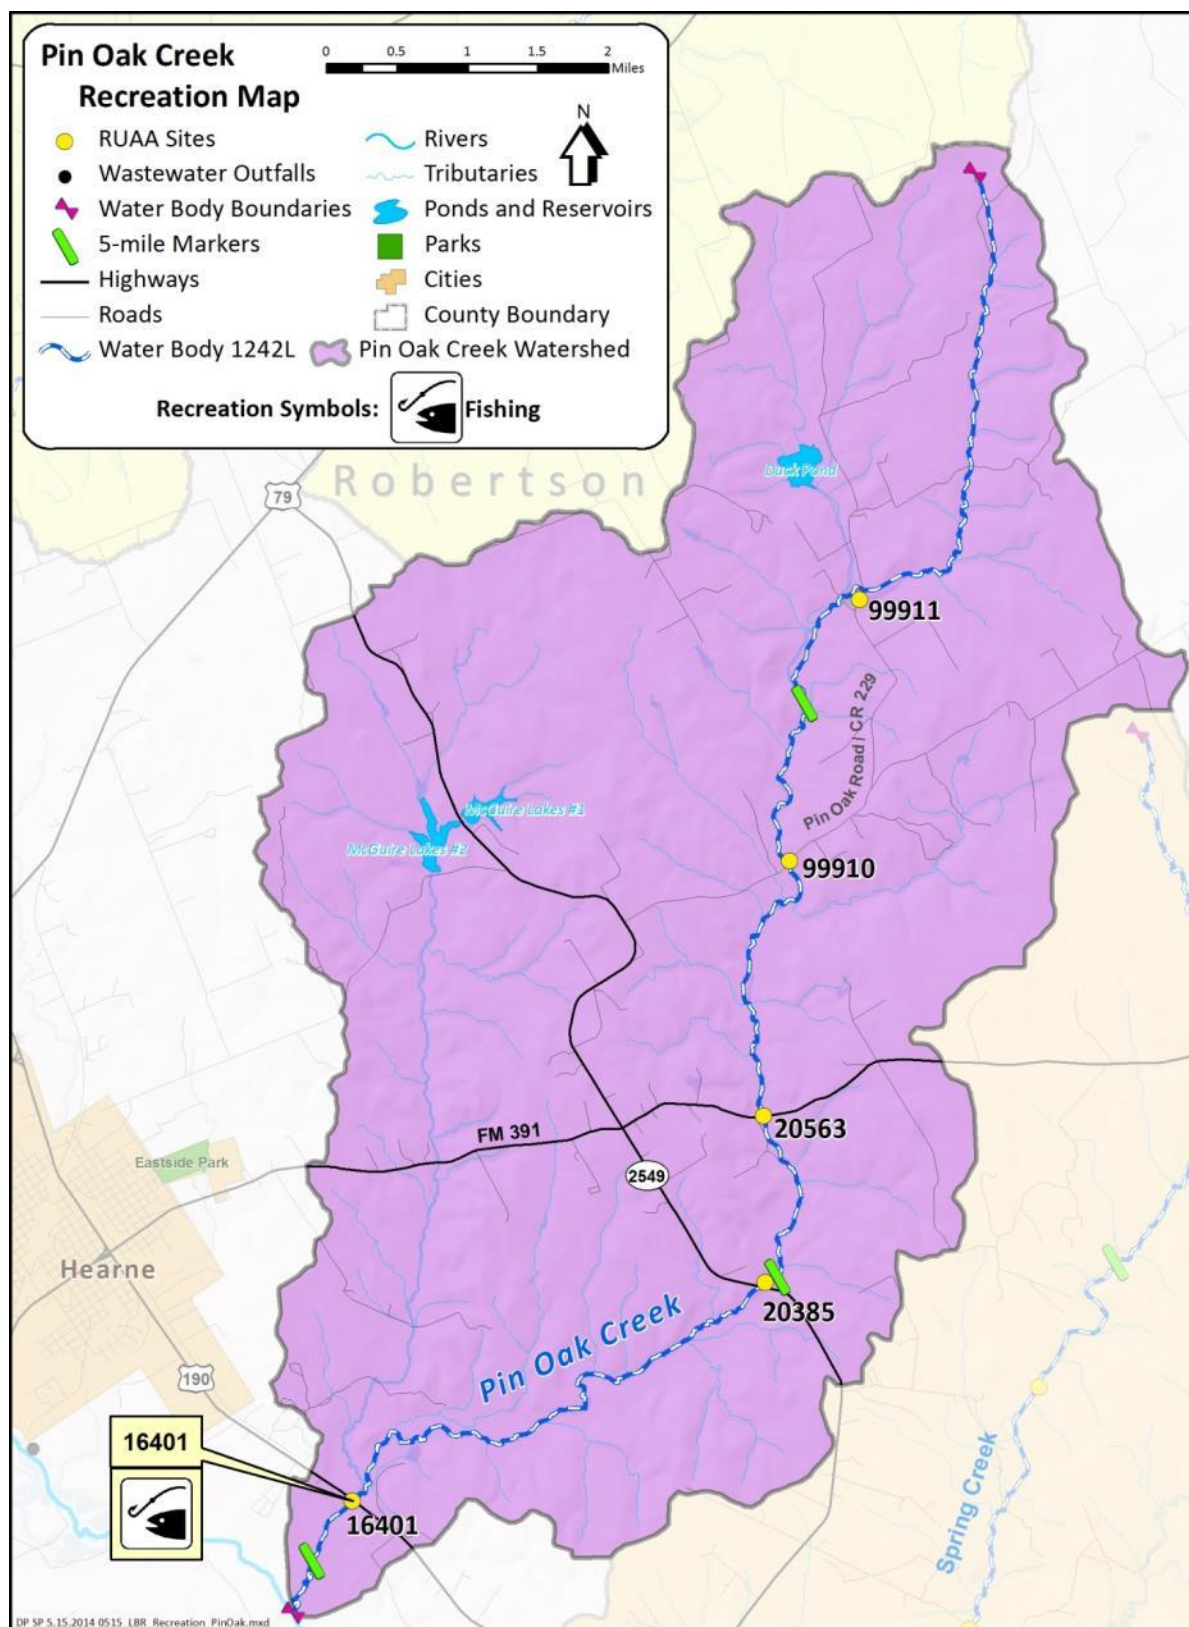 Pin Oak Creek
Recreation Map
0 0.5 1 1.5 2
Miles
N
RUAA Sites
Wastewater Outfalls
Water Body Boundaries
5-mile Markers
Highways
Roads
Water Body 1242L
Rivers
Tributaries
Ponds and Reservoirs
Parks
Cities
County Boundary
Pin Oak Creek Watershed
Recreation Symbols: Fishing
Robertson
79
Duck Pond
99911
Pin Oak Road | CR 229
McGuire Lakes #1
McGuire Lakes #2
99910
20563
FM 391
Eastside Park
2549
Hearne
20385
Pin Oak Creek
190
16401
16401
Spring Creek
DP SP 5.15.2014 0515_LBR_Recreation_PinOak.mxd